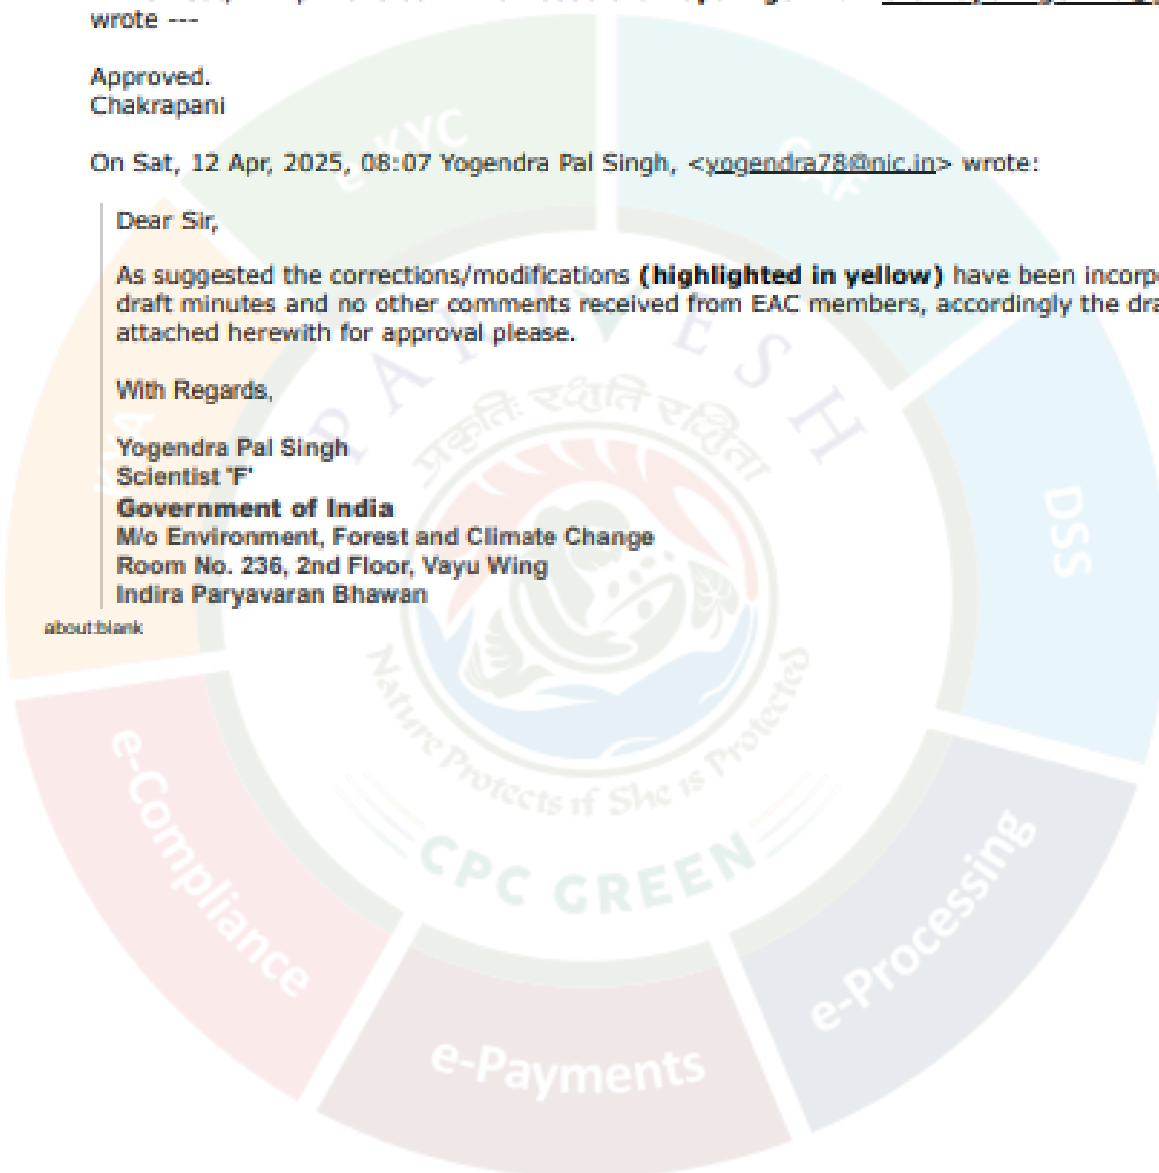 wrote ---
Approved.
Chakrapani
On Sat, 12 Apr, 2025, 08:07 Yogendra Pal Singh, <yogendra78@nic.in> wrote:
Dear Sir,
As suggested the corrections/modifications (highlighted in yellow) have been
draft minutes and no other comments received from EAC members, accordingly the
attached herewith for approval please.
With Regards,
Yogendra Pal Singh
Scientist 'F'
Government of India
M/o Environment, Forest and Climate Change
Room No. 236, 2nd Floor, Vayu Wing
Indira Paryavaran Bhawan
about:blank
KYC
CAF
DSS
PARIVESH
प्रकृतिः रक्षति रक्षिता
Nature Protects if She is Protected
CPC GREEN
e-Compliance
e-Processing
e-Payments